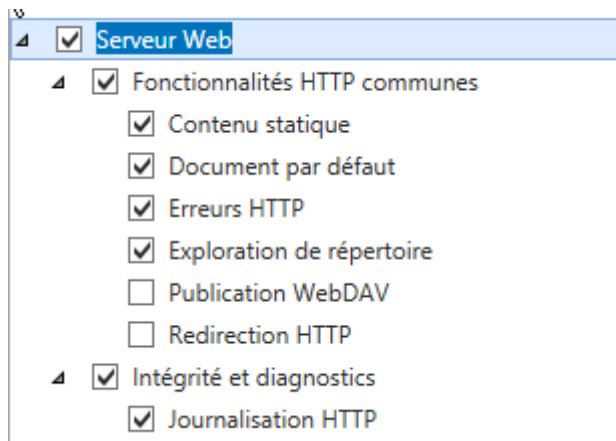 Serveur Web
Fonctionnalités HTTP communes
Contenu statique
Document par défaut
Erreurs HTTP
Exploration de répertoire
Publication WebDAV
Redirection HTTP
Intégrité et diagnostics
Journalisation HTTP